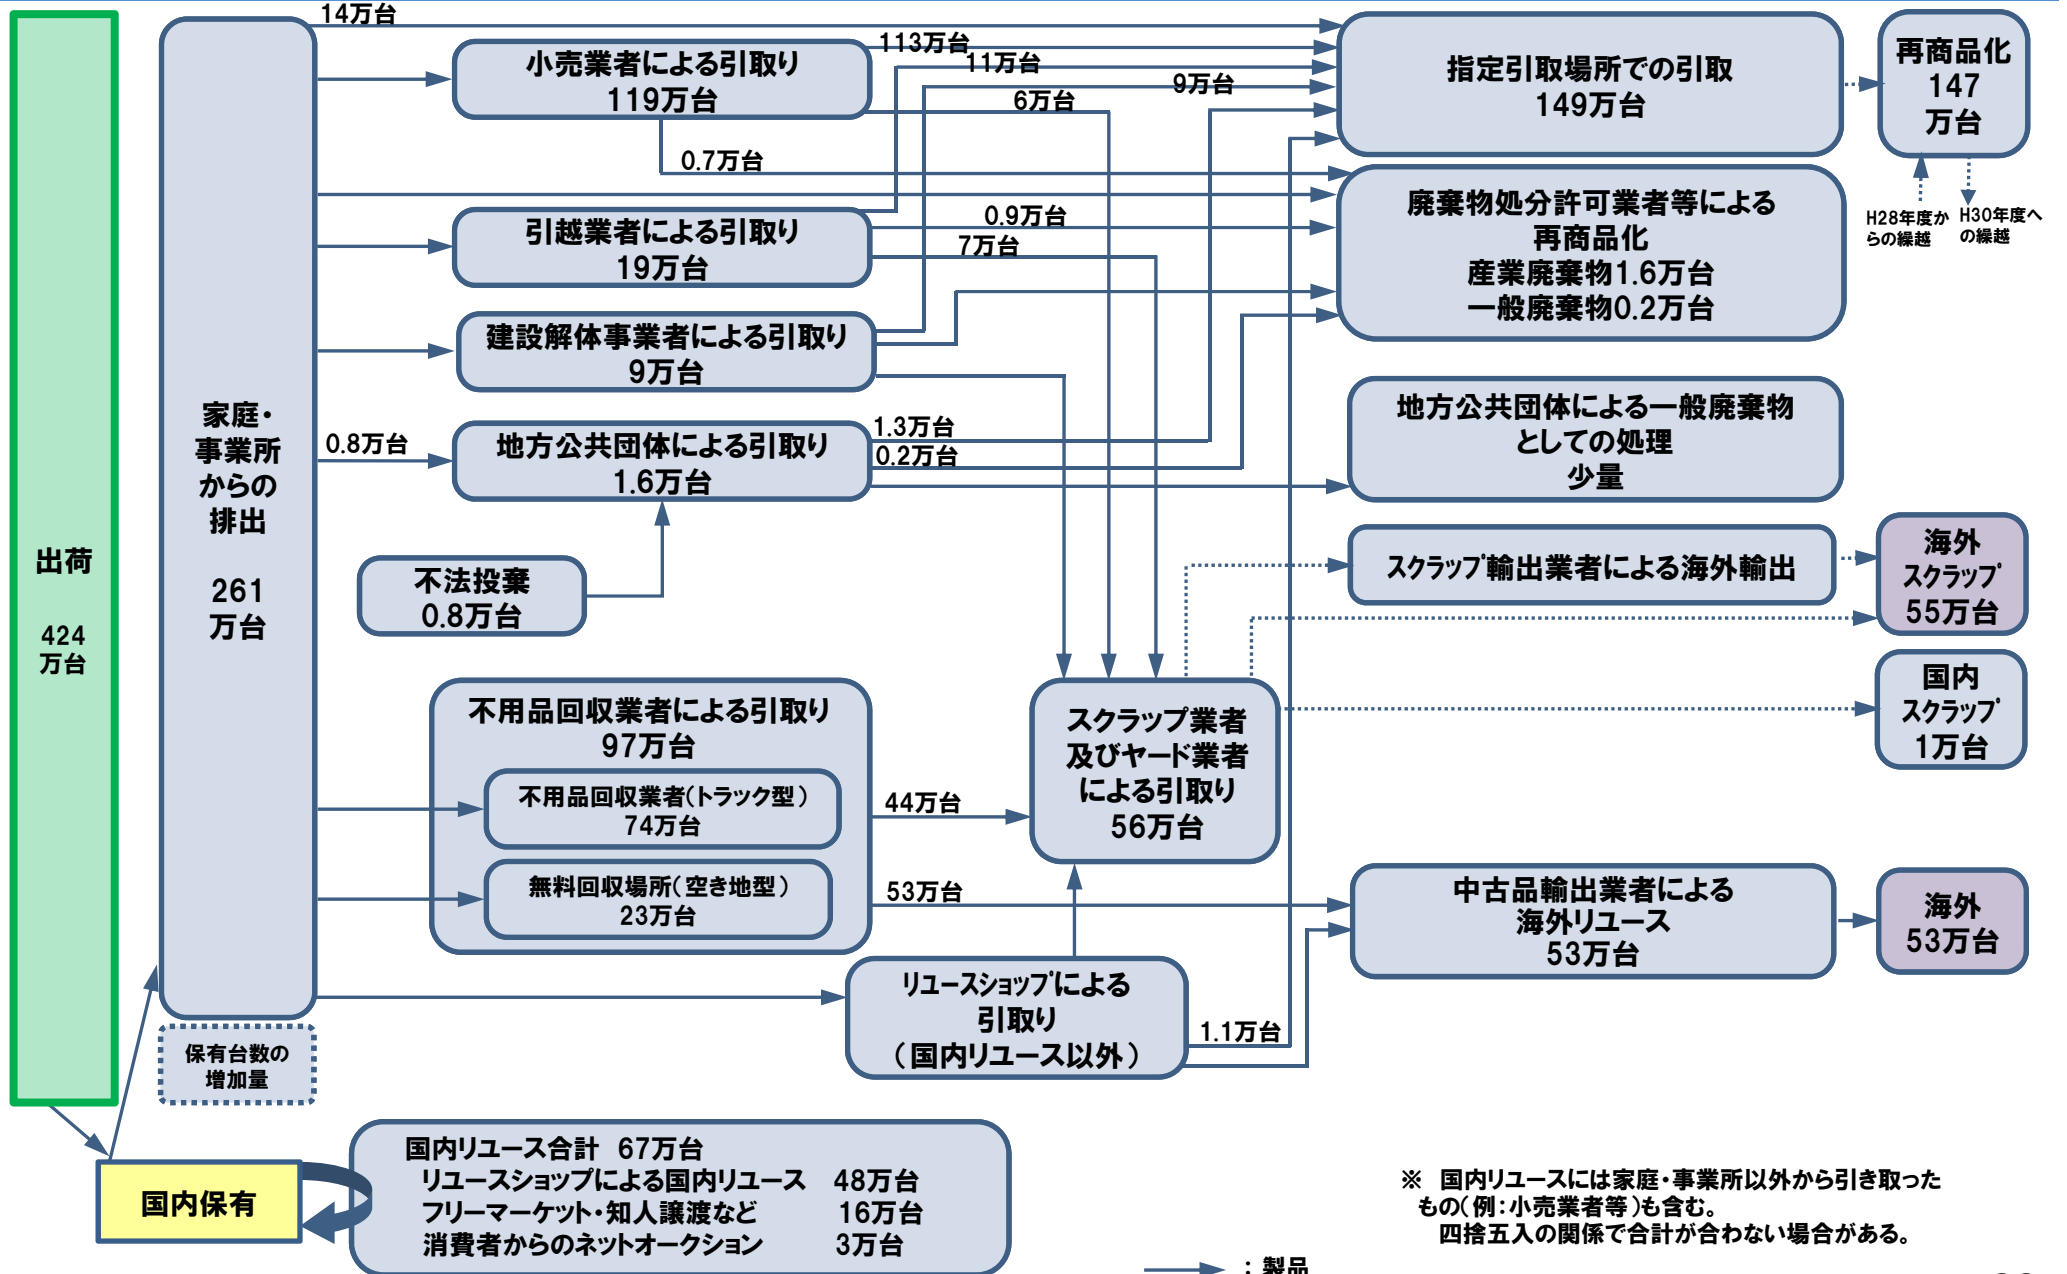 出荷
424
万台
家庭・
事業所
からの
排出
261
万台
保有台数の
増加量
国内保有
14万台
小売業者による引取り
119万台
113万台
11万台
9万台
6万台
0.7万台
引越業者による引取り
19万台
0.9万台
7万台
建設解体事業者による引取り
9万台
0.8万台
地方公共団体による引取り
1.6万台
1.3万台
0.2万台
不法投棄
0.8万台
不用品回収業者による引取り
97万台
不用品回収業者(トラック型)
74万台
無料回収場所(空き地型)
23万台
44万台
53万台
スクラップ業者
及びヤード業者
による引取り
56万台
リユースショップによる
引取り
(国内リユース以外)
1.1万台
指定引取場所での引取
149万台
再商品化
147
万台
H28年度か
らの繰越
H30年度へ
の繰越
廃棄物処分許可業者等による
再商品化
産業廃棄物1.6万台
一般廃棄物0.2万台
地方公共団体による一般廃棄物
としての処理
少量
スクラップ輸出業者による海外輸出
海外
スクラップ
55万台
国内
スクラップ
1万台
中古品輸出業者による
海外リユース
53万台
海外
53万台
国内リユース合計 67万台
リユースショップによる国内リユース 48万台
フリーマーケット・知人譲渡など 16万台
消費者からのネットオークション 3万台
※ 国内リユースには家庭・事業所以外から引き取った
もの(例:小売業者等)も含む。
四捨五入の関係で合計が合わない場合がある。
:製品